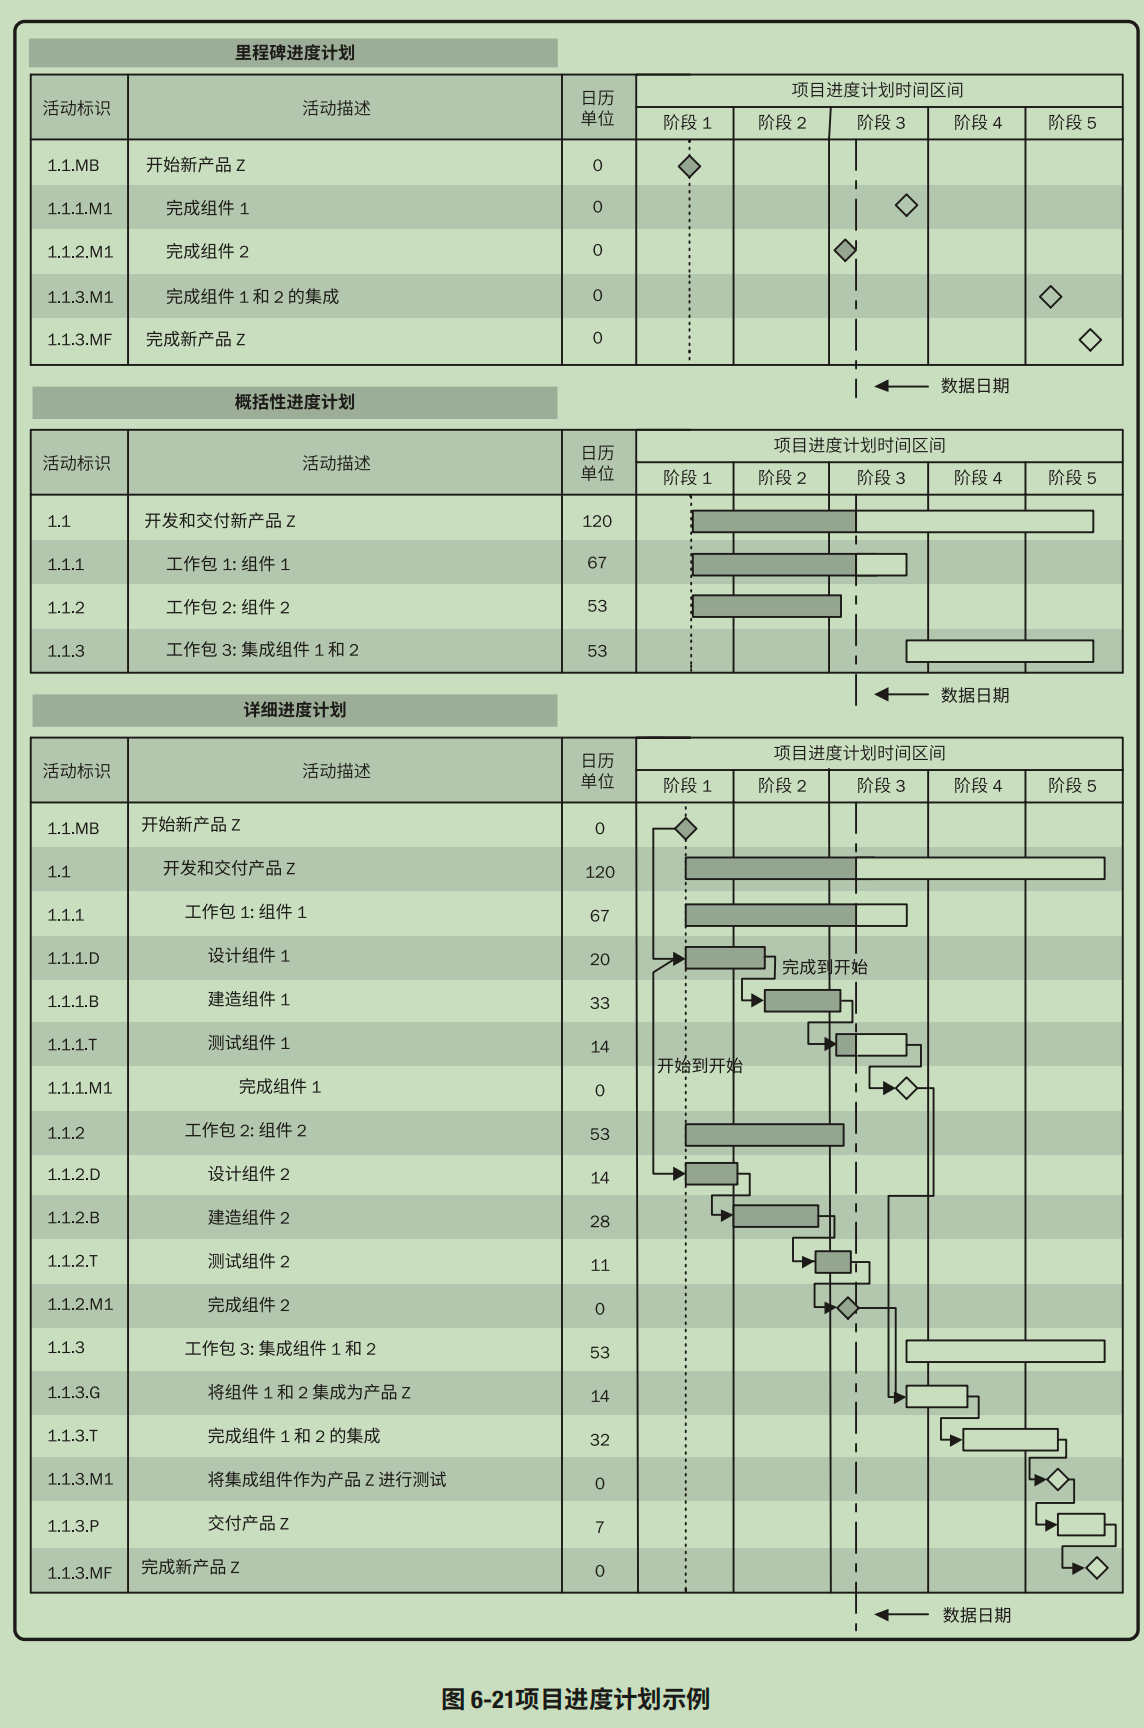 里程碑进度计划
活动标识 活动描述 日历单位 项目进度计划时间区间
阶段 1 阶段 2 阶段 3 阶段 4 阶段 5
1.1.MB 开始新产品 Z 0
1.1.1.M1 完成组件 1 0
1.1.2.M1 完成组件 2 0
1.1.3.M1 完成组件 1 和 2 的集成 0
1.1.3.MF 完成新产品 Z 0
数据日期
概括性进度计划
活动标识 活动描述 日历单位 项目进度计划时间区间
阶段 1 阶段 2 阶段 3 阶段 4 阶段 5
1.1 开发和交付新产品 Z 120
1.1.1 工作包 1: 组件 1 67
1.1.2 工作包 2: 组件 2 53
1.1.3 工作包 3: 集成组件 1 和 2 53
数据日期
详细进度计划
活动标识 活动描述 日历单位 项目进度计划时间区间
阶段 1 阶段 2 阶段 3 阶段 4 阶段 5
1.1.MB 开始新产品 Z 0
1.1 开发和交付产品 Z 120
1.1.1 工作包 1: 组件 1 67
1.1.1.D 设计组件 1 20 完成到开始
1.1.1.B 建造组件 1 33
1.1.1.T 测试组件 1 14
开始到开始
1.1.1.M1 完成组件 1 0
1.1.2 工作包 2: 组件 2 53
1.1.2.D 设计组件 2 14
1.1.2.B 建造组件 2 28
1.1.2.T 测试组件 2 11
1.1.2.M1 完成组件 2 0
1.1.3 工作包 3: 集成组件 1 和 2 53
1.1.3.G 将组件 1 和 2 集成为产品 Z 14
1.1.3.T 完成组件 1 和 2 的集成 32
1.1.3.M1 将集成组件作为产品 Z 进行测试 0
1.1.3.P 交付产品 Z 7
1.1.3.MF 完成新产品 Z 0
数据日期
图 6-21项目进度计划示例